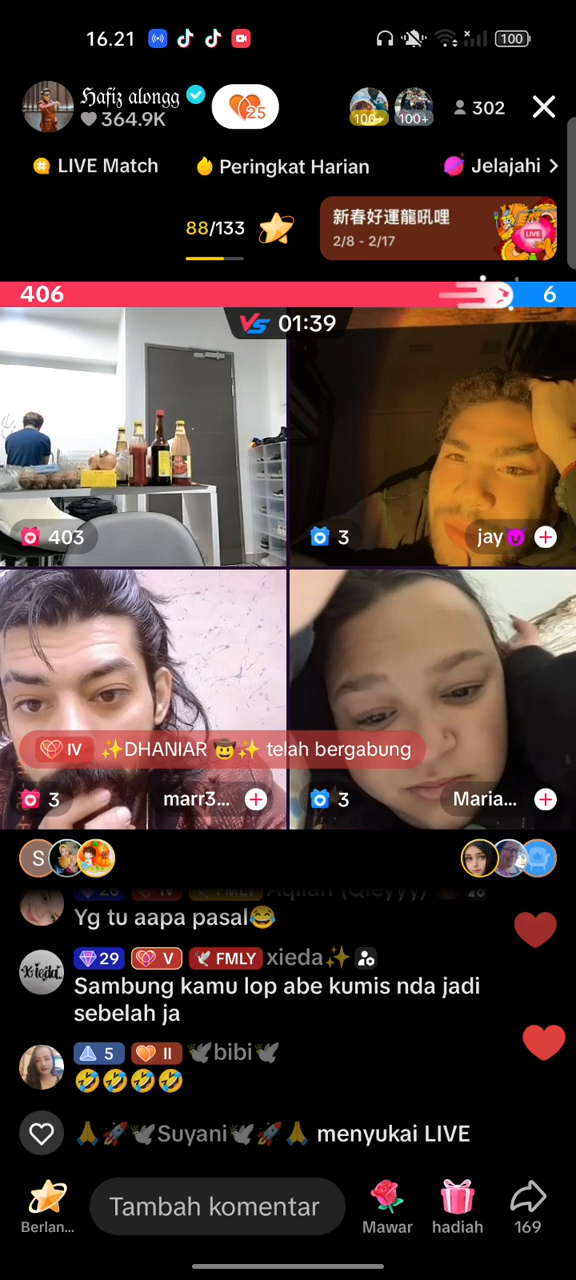 16.21
100
Hafiz alongg
364.9K
25
100+
100+
302
LIVE Match
Peringkat Harian
Jelajahi
88/133
新春好運龍吼哩
2/8 - 2/17
LIVE
406
6
VS 01:39
403
3
jay😈
IV ✨DHANIAR 🤠✨ telah bergabung
3
marr3...
3
Maria...
S
Yg tu aapa pasal😂
29 V FMLY xieda✨
Sambung kamu lop abe kumis nda jadi
sebelah ja
5 II 🕊bibi🕊
🤣🤣🤣🤣
🙏🚀🕊Suyani🕊🚀🙏 menyukai LIVE
Tambah komentar
Berlan...
Mawar
hadiah
169